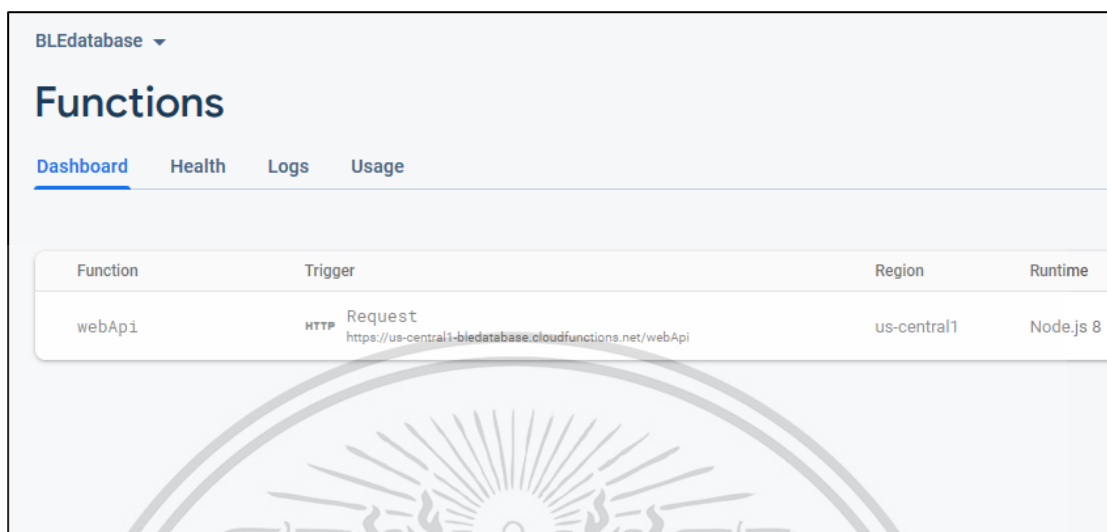 BLEdatabase
Functions
Dashboard Health Logs Usage
Function Trigger Region Runtime
webApi HTTP Request us-central1 Node.js 8
https://us-central1-bledatabase.cloudfunctions.net/webApi